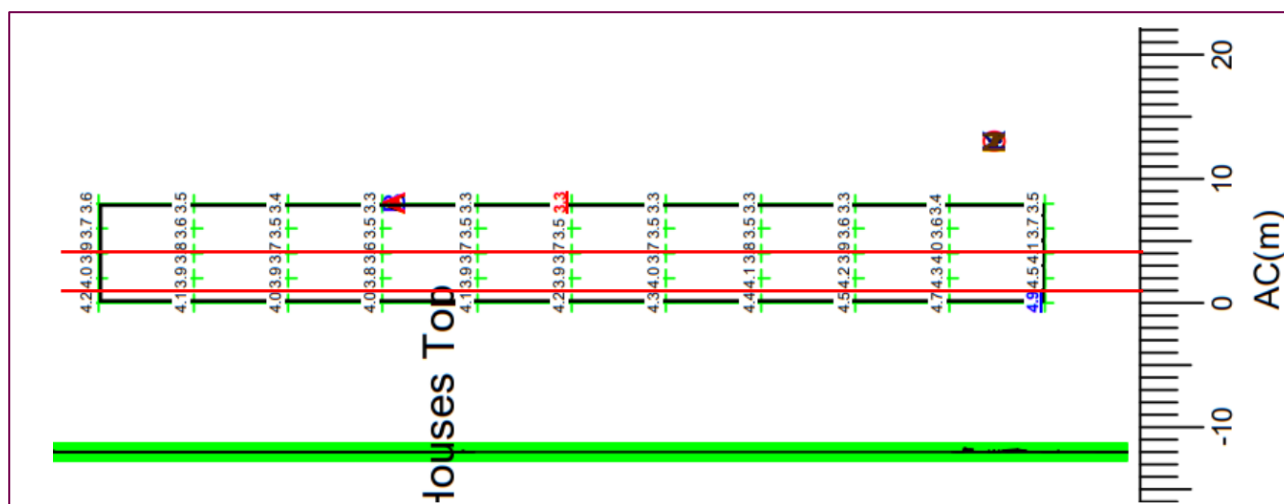 4.2 4.0 3.9 3.7 3.6
4.1 3.9 3.8 3.6 3.5
4.0 3.9 3.7 3.5 3.4
4.0 3.8 3.6 3.5 3.3
Houses Top
4.1 3.9 3.7 3.5 3.3
4.2 3.9 3.7 3.5 3.3
4.3 4.0 3.7 3.5 3.3
4.4 4.1 3.8 3.5 3.3
4.5 4.2 3.9 3.6 3.3
4.7 4.3 4.0 3.6 3.4
4.9 4.5 4.1 3.7 3.5
-10 0 10 20
AC(m)